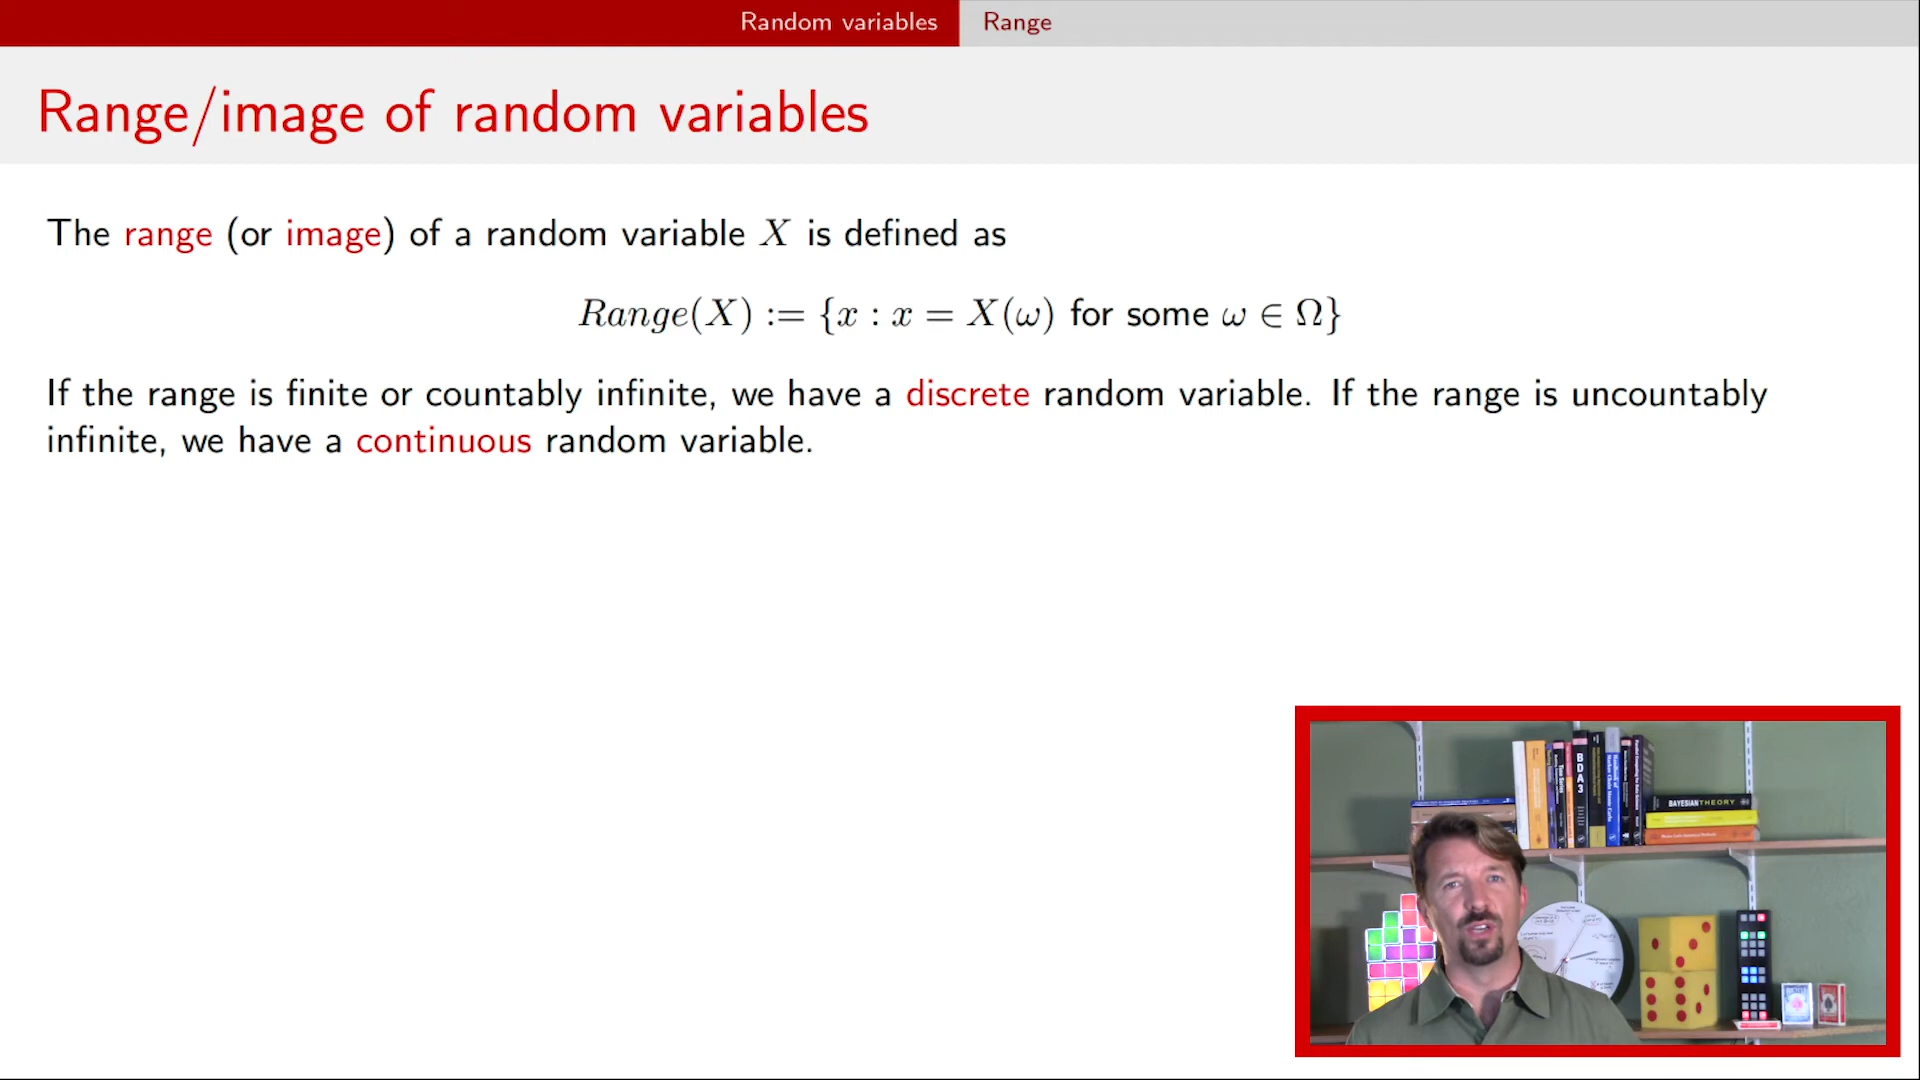 Random variables Range
Range/image of random variables
The range (or image) of a random variable X is defined as
Range(X) := {x : x = X(ω) for some ω ∈ Ω}
If the range is finite or countably infinite, we have a discrete random variable. If the range is uncountably
infinite, we have a continuous random variable.
BDA3
BAYESIAN THEORY